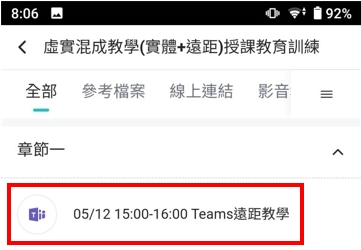 8:06 92%
虛實混成教學(實體+遠距)授課教育訓練
全部 參考檔案 線上連結 影音
章節一
05/12 15:00-16:00 Teams遠距教學